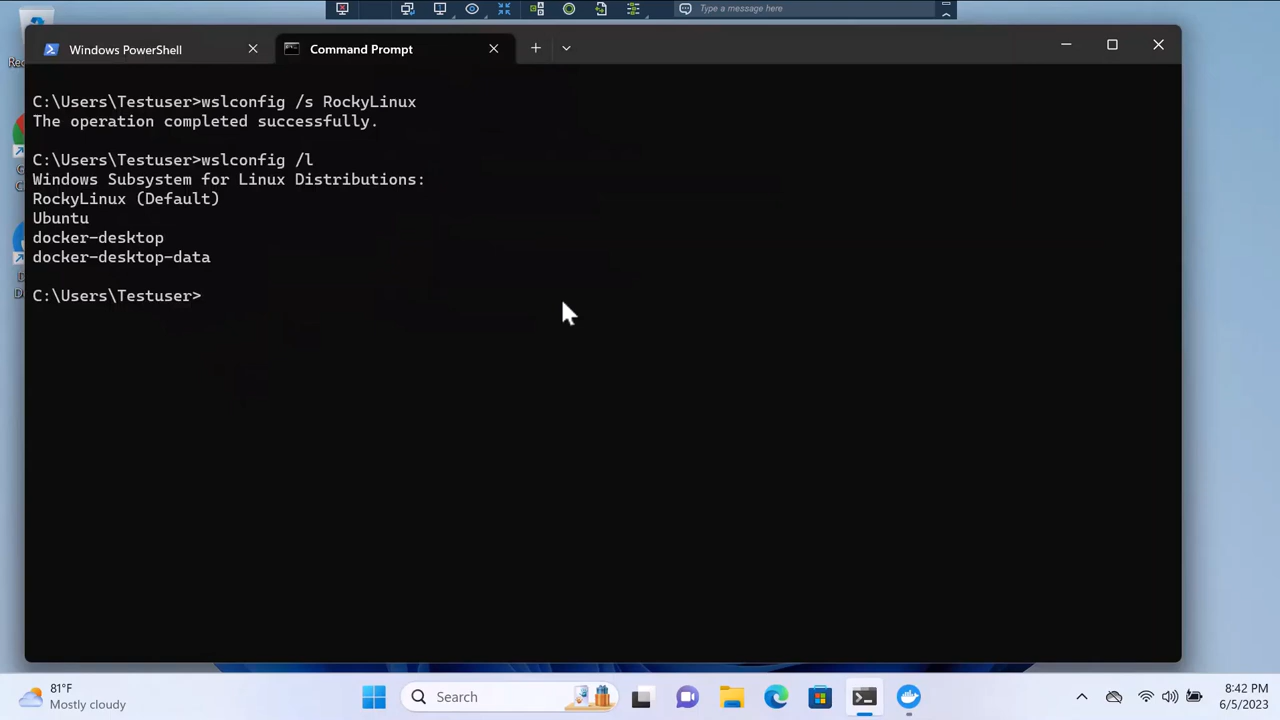 Type a message here
Windows PowerShell
Command Prompt
C:\Users\Testuser>wslconfig /s RockyLinux
The operation completed successfully.
C:\Users\Testuser>wslconfig /l
Windows Subsystem for Linux Distributions:
RockyLinux (Default)
Ubuntu
docker-desktop
docker-desktop-data
C:\Users\Testuser>
81°F
Mostly cloudy
Search
8:42 PM
6/5/2023